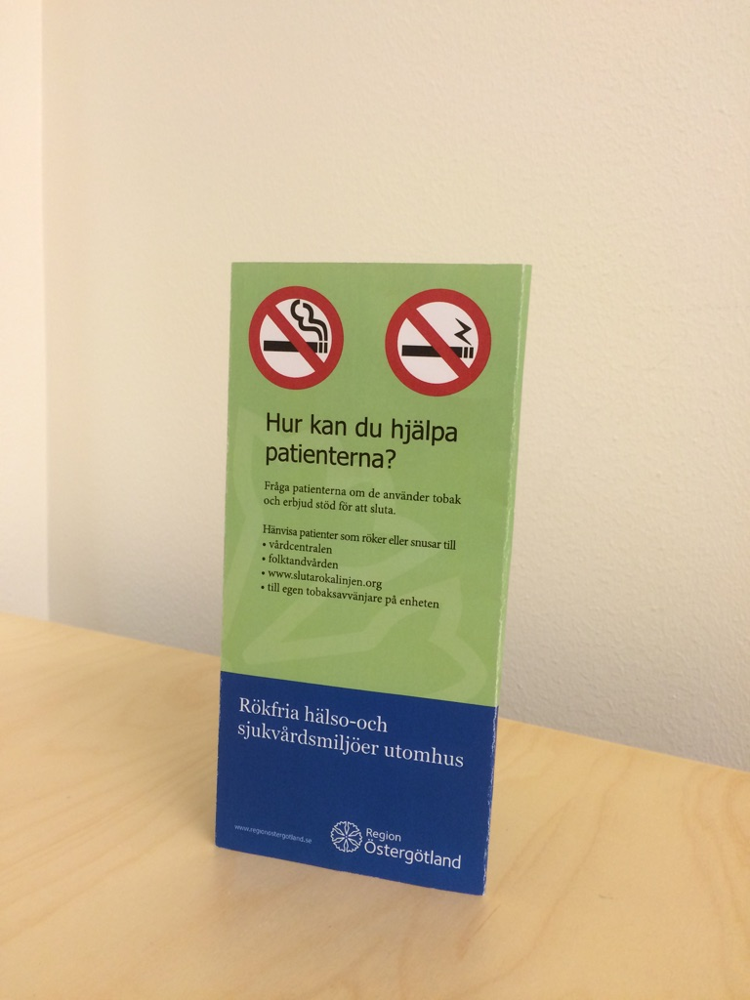 Hur kan du hjälpa
patienterna?
Fråga patienterna om de använder tobak
och erbjud stöd för att sluta.
Hänvisa patienter som röker eller snusar till
• vårdcentralen
• folktandvården
• www.slutarokalinjen.org
• till egen tobaksavvänjare på enheten
Rökfria hälso-och
sjukvårdsmiljöer utomhus
www.regionostergotland.se
Region
Östergötland